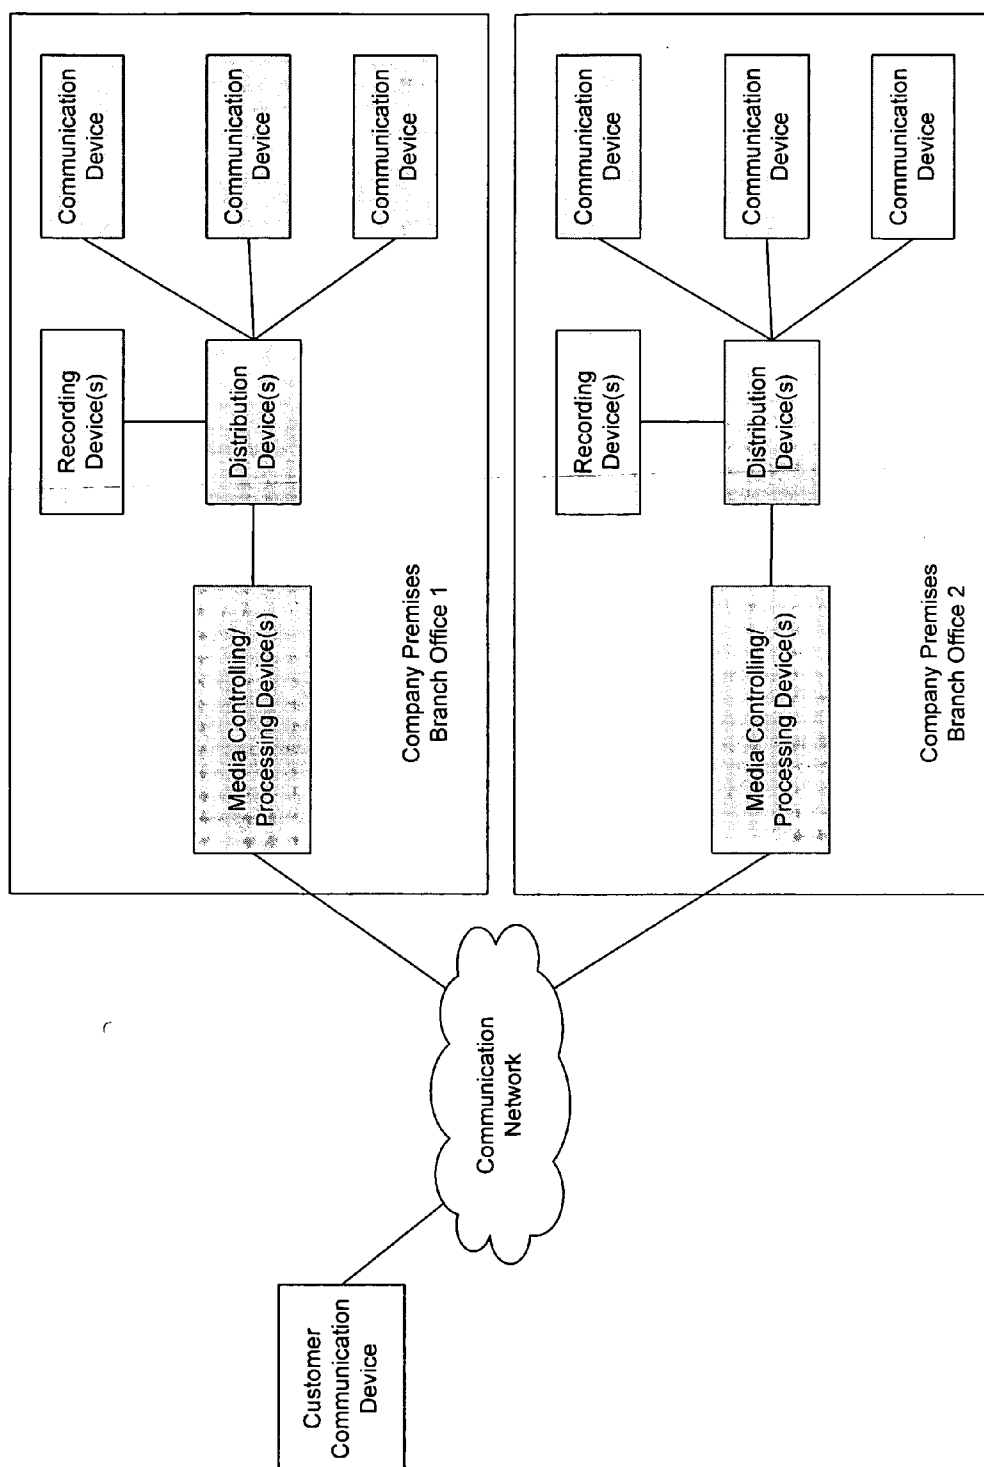 Customer
Communication
Device
Communication
Network
Company Premises
Branch Office 1
Media Controlling/
Processing Device(s)
Distribution
Device(s)
Recording
Device(s)
Communication
Device
Communication
Device
Communication
Device
Company Premises
Branch Office 2
Media Controlling/
Processing Device(s)
Distribution
Device(s)
Recording
Device(s)
Communication
Device
Communication
Device
Communication
Device